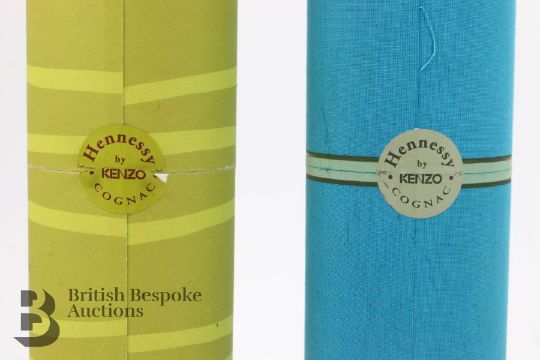 Hennessy
by
KENZO
COGNAC
Hennessy
by
KENZO
COGNAC
B
British Bespoke
Auctions